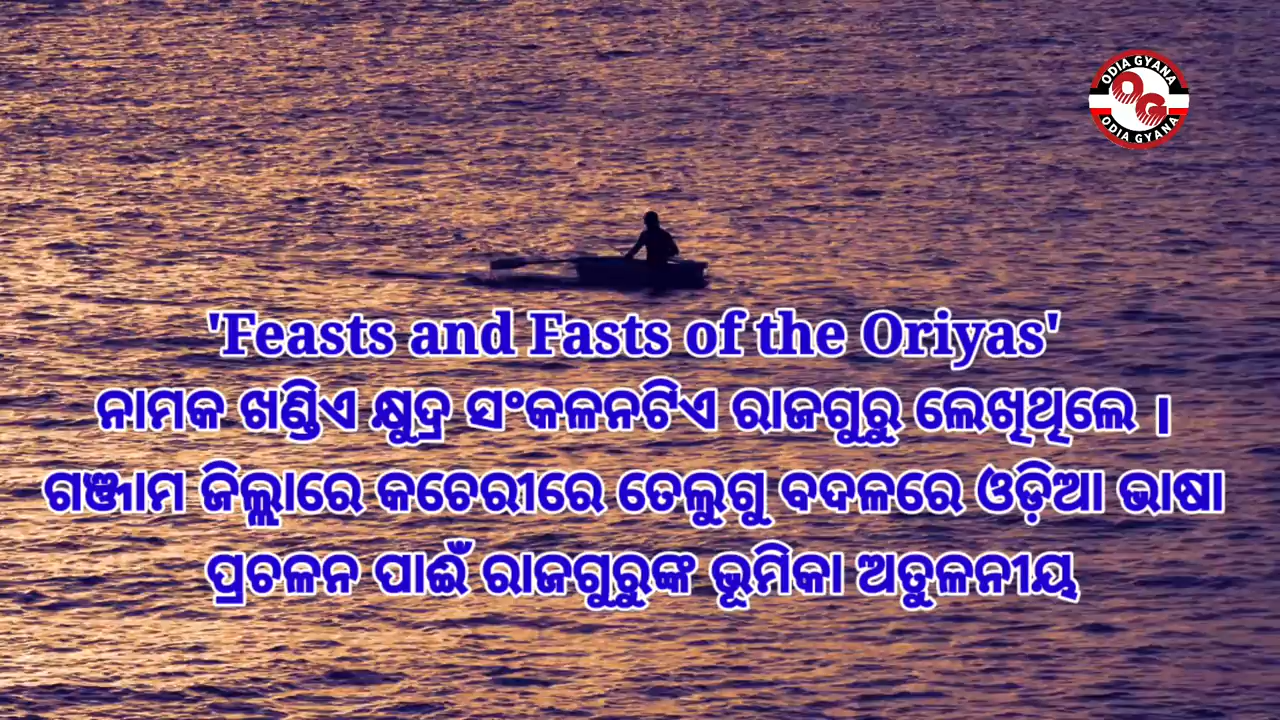 ODIA GYANA
OG
ODIA GYANA
'Feasts and Fasts of the Oriyas'
ନାମକ ଖଣ୍ଡିଏ କ୍ଷୁଦ୍ର ସଂକଳନଟିଏ ରାଜଗୁରୁ ଲେଖିଥିଲେ ।
ଗଞ୍ଜାମ ଜିଲ୍ଲାରେ କଚେରୀରେ ତେଲୁଗୁ ବଦଳରେ ଓଡ଼ିଆ ଭାଷା
ପ୍ରଚଳନ ପାଇଁ ରାଜଗୁରୁଙ୍କ ଭୂମିକା ଅତୁଳନୀୟ